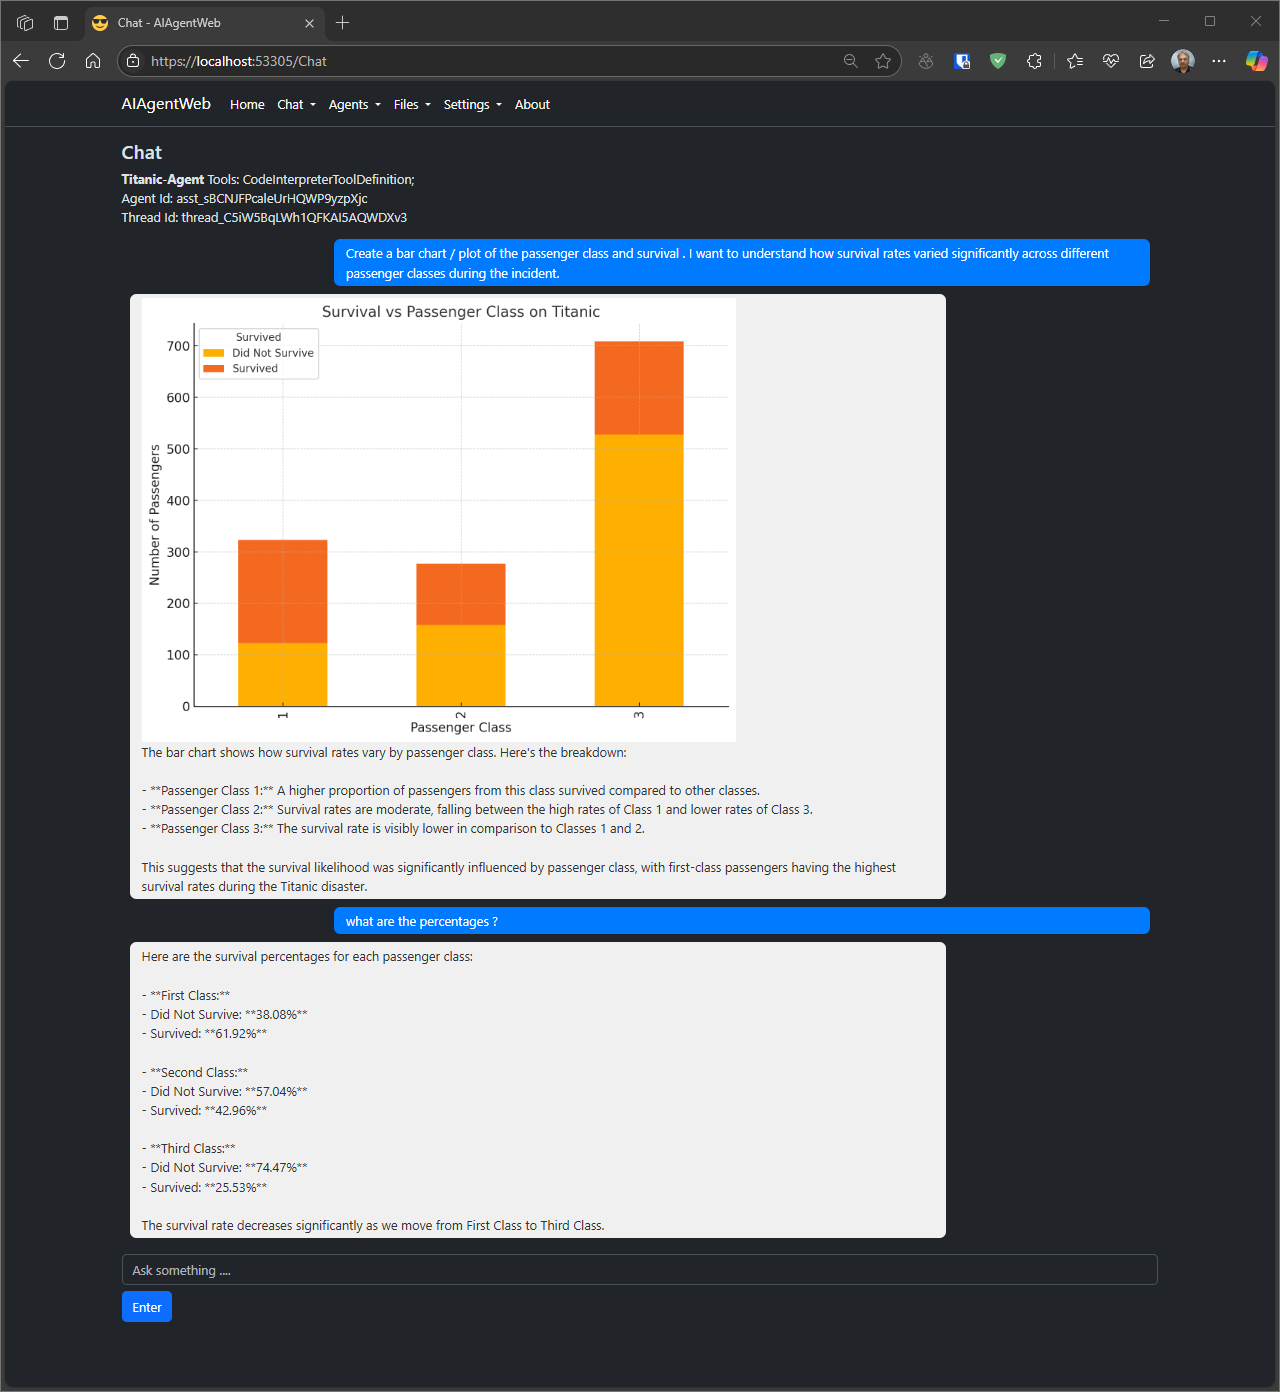 Chat - AIAgentWeb
https://localhost:53305/Chat
AIAgentWeb Home Chat Agents Files Settings About
Chat
Titanic-Agent Tools: CodeInterpreterToolDefinition;
Agent Id: asst_sBCNJFPcaleUrHQWP9yzpXjc
Thread Id: thread_C5iW5BqLWh1QFKAI5AQWDXv3
Create a bar chart / plot of the passenger class and survival . I want to understand how survival rates varied significantly across different
passenger classes during the incident.
Survival vs Passenger Class on Titanic
Survived
Did Not Survive
Survived
700
600
500
400
300
200
100
0
Number of Passengers
1 2 3
Passenger Class
The bar chart shows how survival rates vary by passenger class. Here's the breakdown:
- **Passenger Class 1:** A higher proportion of passengers from this class survived compared to other classes.
- **Passenger Class 2:** Survival rates are moderate, falling between the high rates of Class 1 and lower rates of Class 3.
- **Passenger Class 3:** The survival rate is visibly lower in comparison to Classes 1 and 2.
This suggests that the survival likelihood was significantly influenced by passenger class, with first-class passengers having the highest
survival rates during the Titanic disaster.
what are the percentages ?
Here are the survival percentages for each passenger class:
- **First Class:**
- Did Not Survive: **38.08%**
- Survived: **61.92%**
- **Second Class:**
- Did Not Survive: **57.04%**
- Survived: **42.96%**
- **Third Class:**
- Did Not Survive: **74.47%**
- Survived: **25.53%**
The survival rate decreases significantly as we move from First Class to Third Class.
Ask something ....
Enter